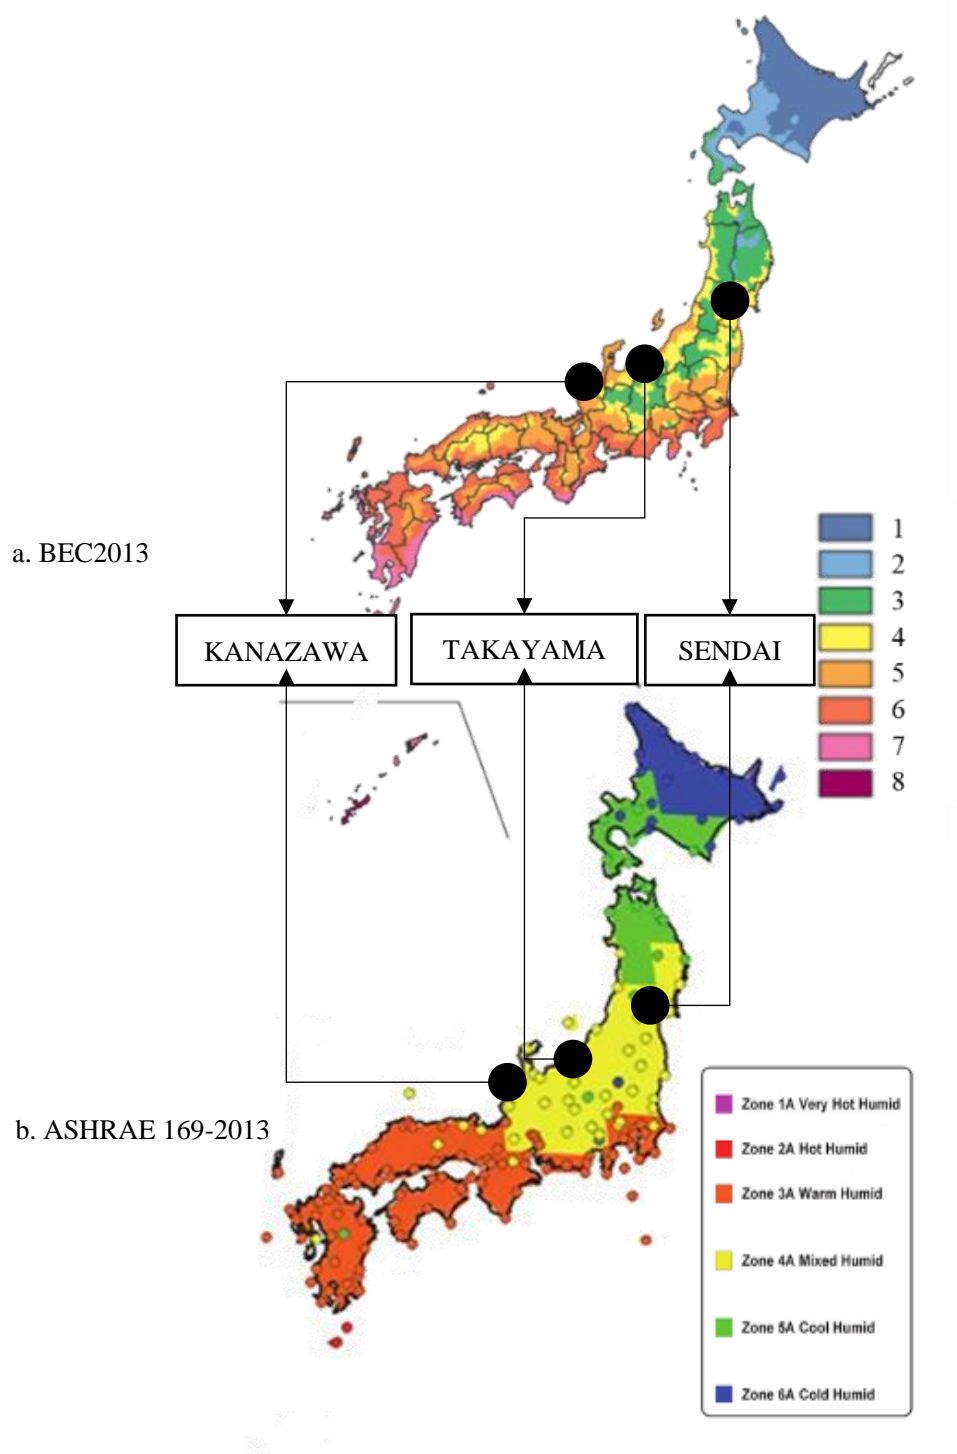 a. BEC2013
1
2
3
4
5
6
7
8
KANAZAWA
TAKAYAMA
SENDAI
b. ASHRAE 169-2013
Zone 1A Very Hot Humid
Zone 2A Hot Humid
Zone 3A Warm Humid
Zone 4A Mixed Humid
Zone 5A Cool Humid
Zone 6A Cold Humid